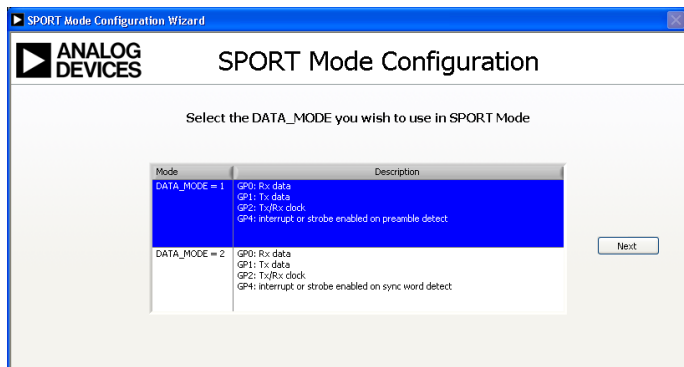 SPORT Mode Configuration Wizard
ANALOG
DEVICES
SPORT Mode Configuration
Select the DATA_MODE you wish to use in SPORT Mode
Mode Description
DATA_MODE = 1 GP0: Rx data
GP1: Tx data
GP2: Tx/Rx clock
GP4: interrupt or strobe enabled on preamble detect
Next
DATA_MODE = 2 GP0: Rx data
GP1: Tx data
GP2: Tx/Rx clock
GP4: interrupt or strobe enabled on sync word detect